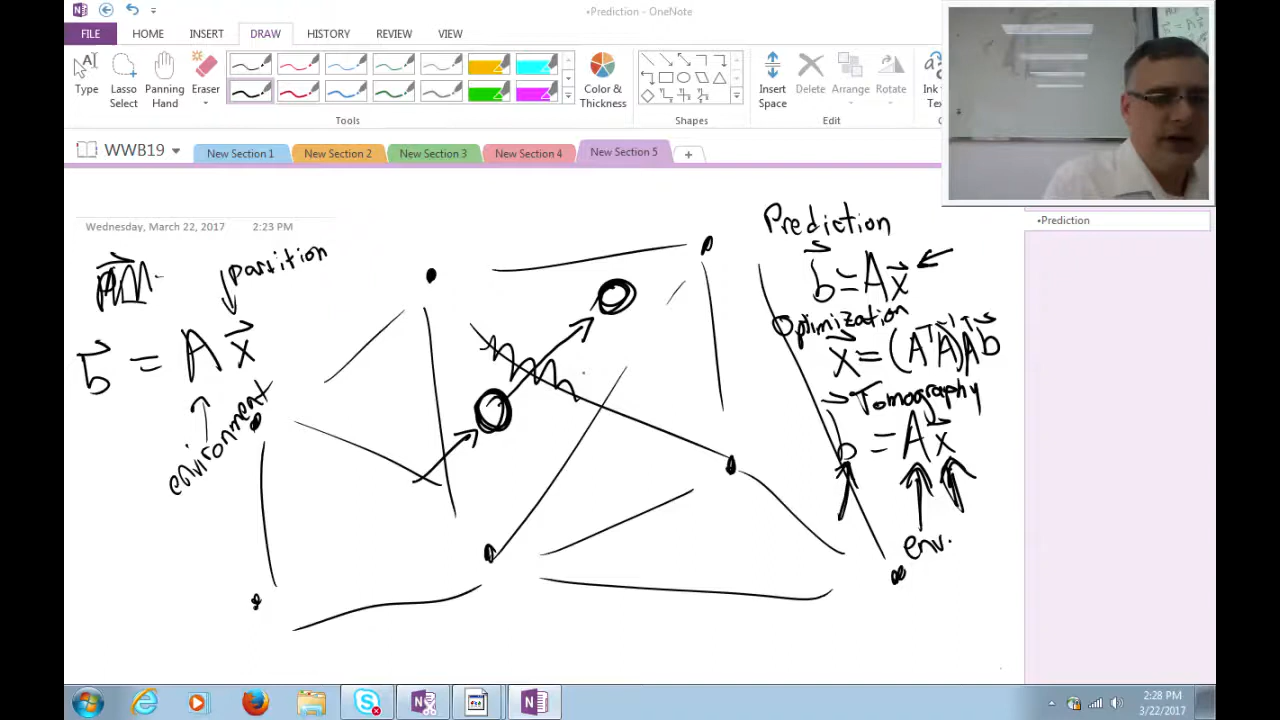 •Prediction - OneNote
FILE HOME INSERT DRAW HISTORY REVIEW VIEW
Type
Lasso Select
Panning Hand
Eraser
Color & Thickness
Insert Space
Delete
Arrange
Rotate
Ink to Text
Tools
Shapes
Edit
WWB19
New Section 1
New Section 2
New Section 3
New Section 4
New Section 5
Wednesday, March 22, 2017 2:23 PM
•Prediction
partition
b = A x
environment
Prediction
b = A x
Optimization
x = (AᵀA)⁻¹Aᵀb
Tomography
b = A x
env.
2:28 PM
3/22/2017